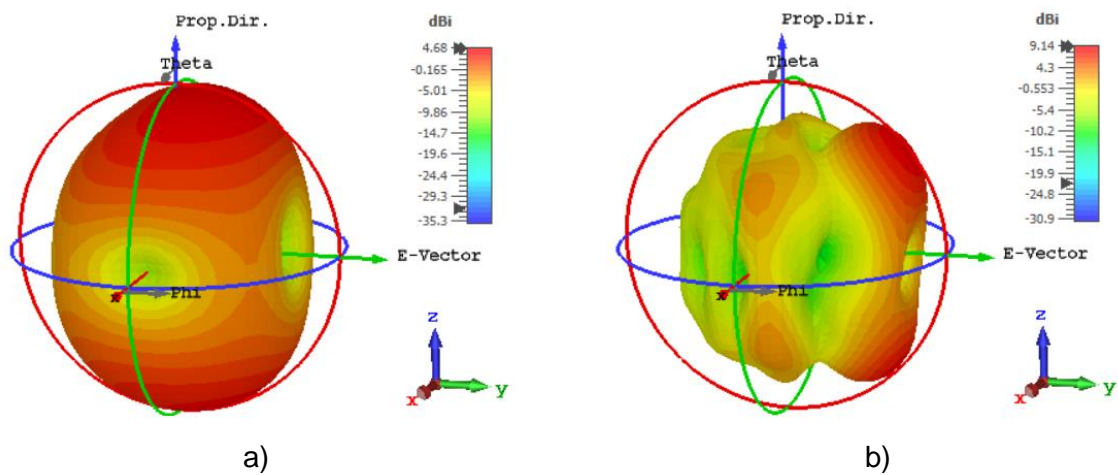 Prop.Dir.
Theta
x
Phi
E-Vector
dBi
4.68
-0.165
-5.01
-9.86
-14.7
-19.6
-24.4
-29.3
-35.3
z
y
x
a)
Prop.Dir.
Theta
x
Phi
E-Vector
dBi
9.14
4.3
-0.553
-5.4
-10.2
-15.1
-19.9
-24.8
-30.9
z
y
x
b)